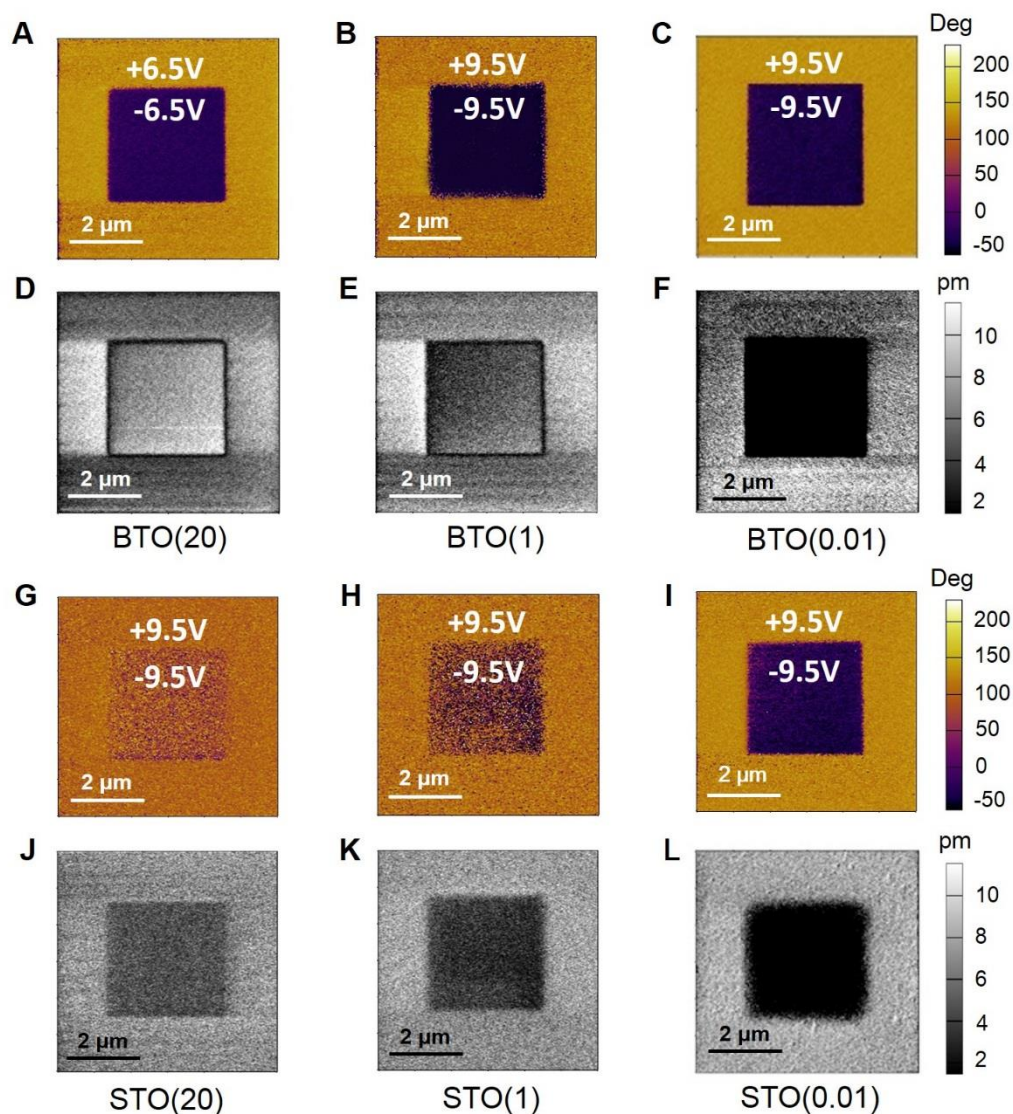 A
B
C
Deg
+6.5V
-6.5V
2 μm
+9.5V
-9.5V
2 μm
+9.5V
-9.5V
2 μm
200
150
100
50
0
-50
D
E
F
pm
2 μm
2 μm
2 μm
10
8
6
4
2
BTO(20)
BTO(1)
BTO(0.01)
G
H
I
Deg
+9.5V
-9.5V
2 μm
+9.5V
-9.5V
2 μm
+9.5V
-9.5V
2 μm
200
150
100
50
0
-50
J
K
L
pm
2 μm
2 μm
2 μm
10
8
6
4
2
STO(20)
STO(1)
STO(0.01)